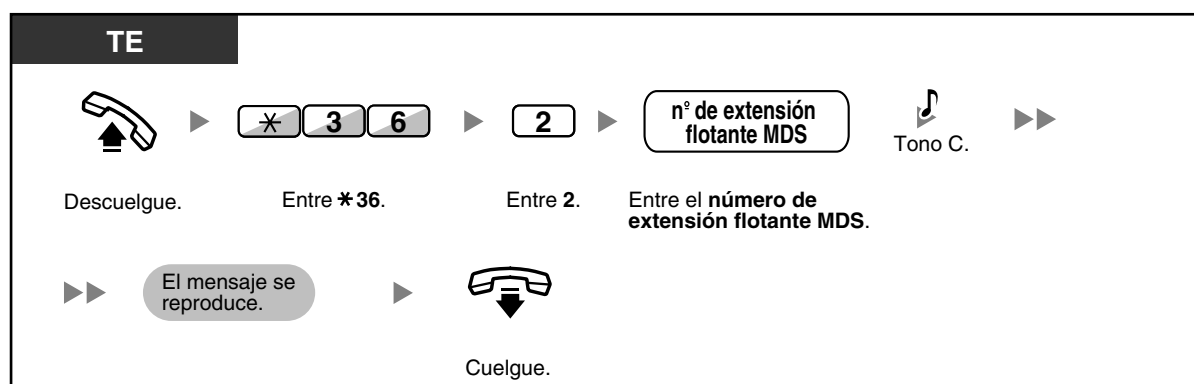 TE
✳ 3 6
2
nº de extensión
flotante MDS
Tono C.
Descuelgue.
Entre ✳36.
Entre 2.
Entre el número de
extensión flotante MDS.
El mensaje se
reproduce.
Cuelgue.